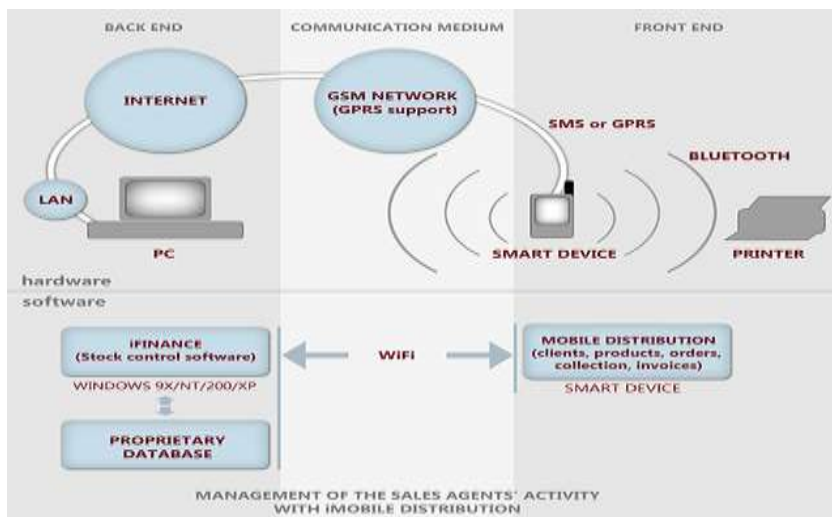 BACK END
COMMUNICATION MEDIUM
FRONT END
INTERNET
GSM NETWORK
(GPRS support)
SMS or GPRS
BLUETOOTH
LAN
PC
SMART DEVICE
PRINTER
hardware
software
iFINANCE
(Stock control software)
WINDOWS 9X/NT/200/XP
PROPRIETARY
DATABASE
WiFi
MOBILE DISTRIBUTION
(clients, products, orders,
collection, invoices)
SMART DEVICE
MANAGEMENT OF THE SALES AGENTS' ACTIVITY
WITH iMOBILE DISTRIBUTION